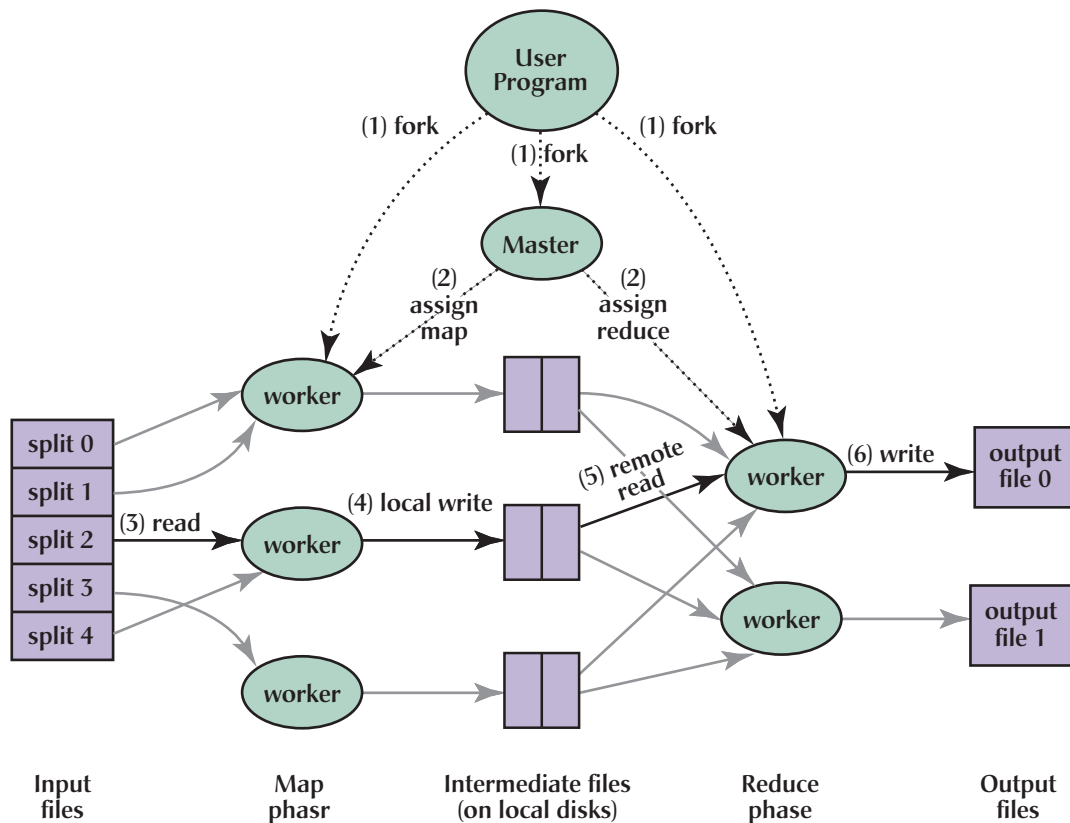 User
Program
(1) fork
(1) fork
(1) fork
Master
(2)
assign
map
(2)
assign
reduce
worker
split 0
split 1
split 2
split 3
split 4
(3) read
worker
(4) local write
(5) remote
read
worker
(6) write
output
file 0
worker
output
file 1
worker
Input
files
Map
phasr
Intermediate files
(on local disks)
Reduce
phase
Output
files